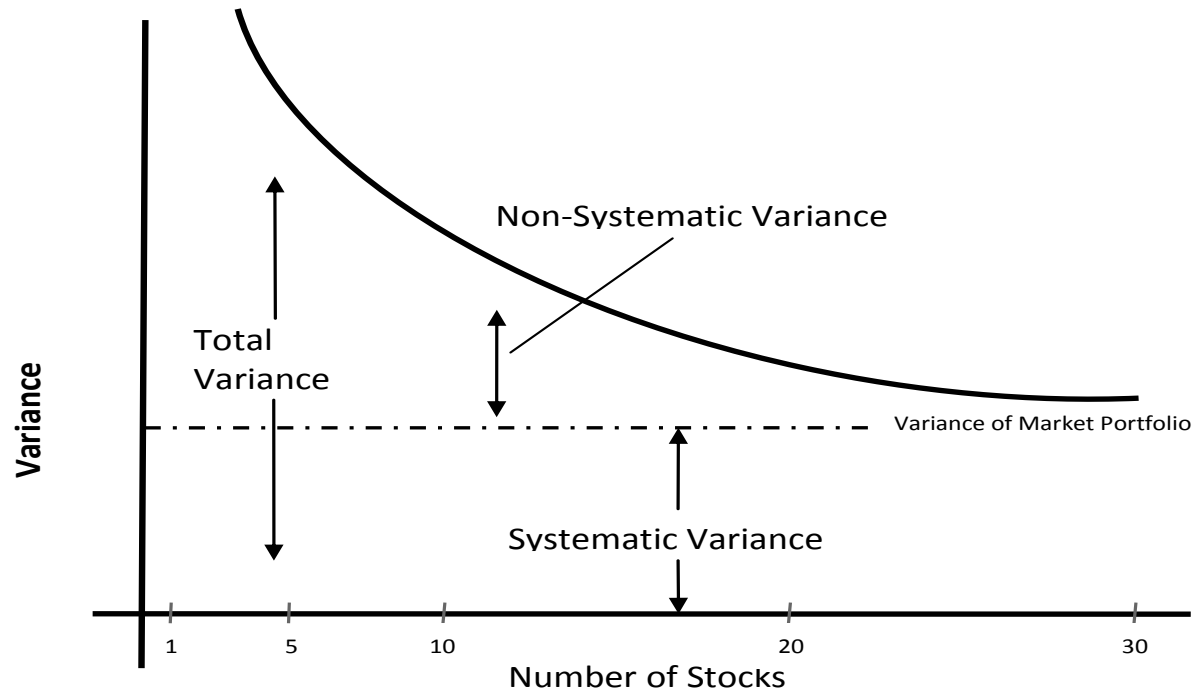 Non-Systematic Variance
Total
Variance
Variance
Variance of Market Portfolio
Systematic Variance
1 5 10 20 30
Number of Stocks